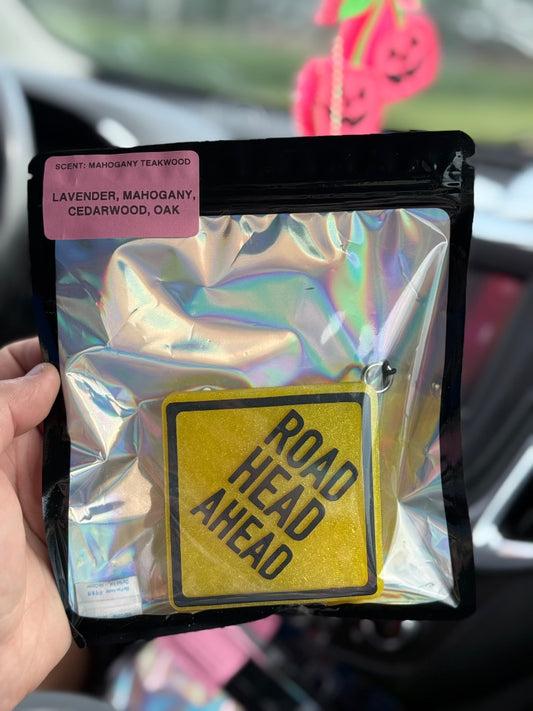 SCENT: MAHOGANY TEAKWOOD
LAVENDER, MAHOGANY,
CEDARWOOD, OAK
ROAD
HEAD
AHEAD